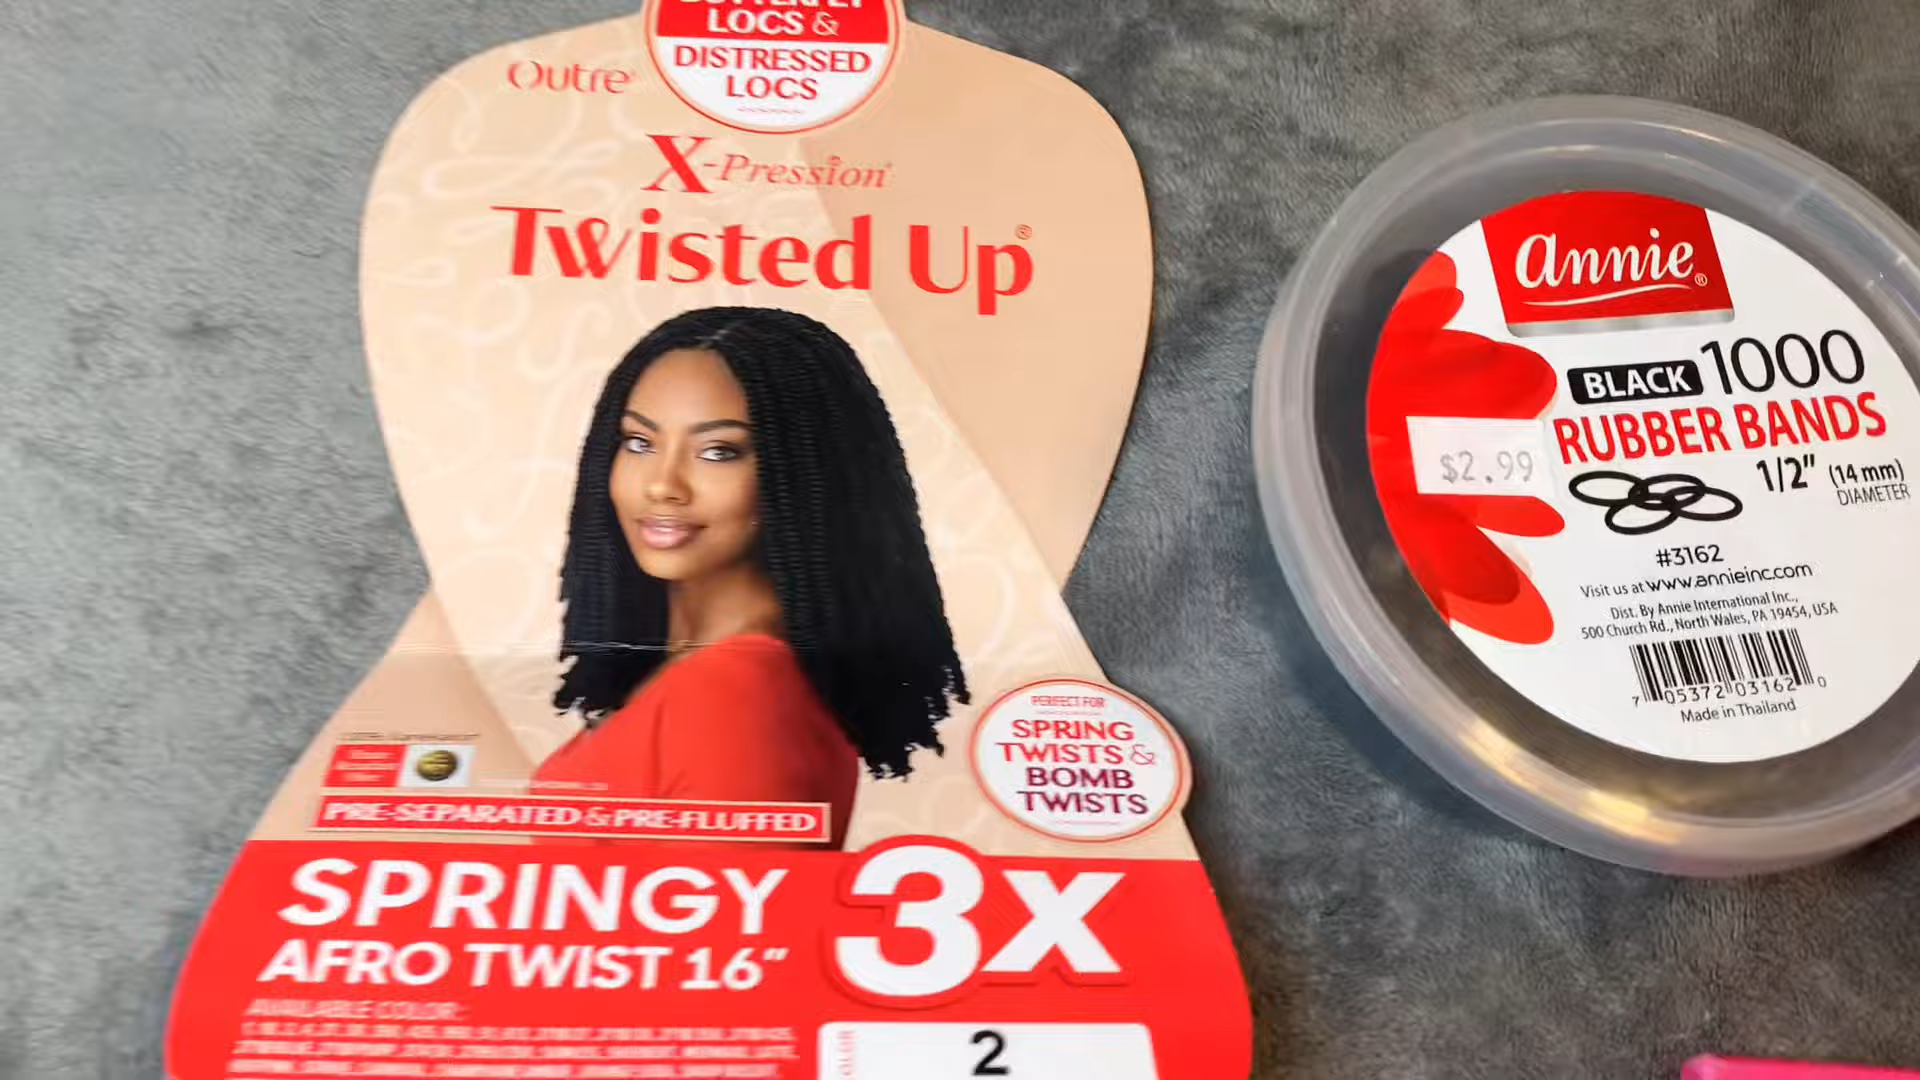 LOCS &
DISTRESSED
LOCS
Outre
X-Pression®
Twisted Up®
PERFECT FOR
SPRING
TWISTS &
BOMB
TWISTS
PRE-SEPARATED & PRE-FLUFFED
SPRINGY
AFRO TWIST 16"
3X
AVAILABLE COLOR:
COLOR
2
annie®
BLACK 1000
RUBBER BANDS
$2.99
1/2" (14 mm)
DIAMETER
#3162
Visit us at www.annieinc.com
Dist. By Annie International Inc.,
500 Church Rd., North Wales, PA 19454, USA
7 05372 03162 0
Made in Thailand